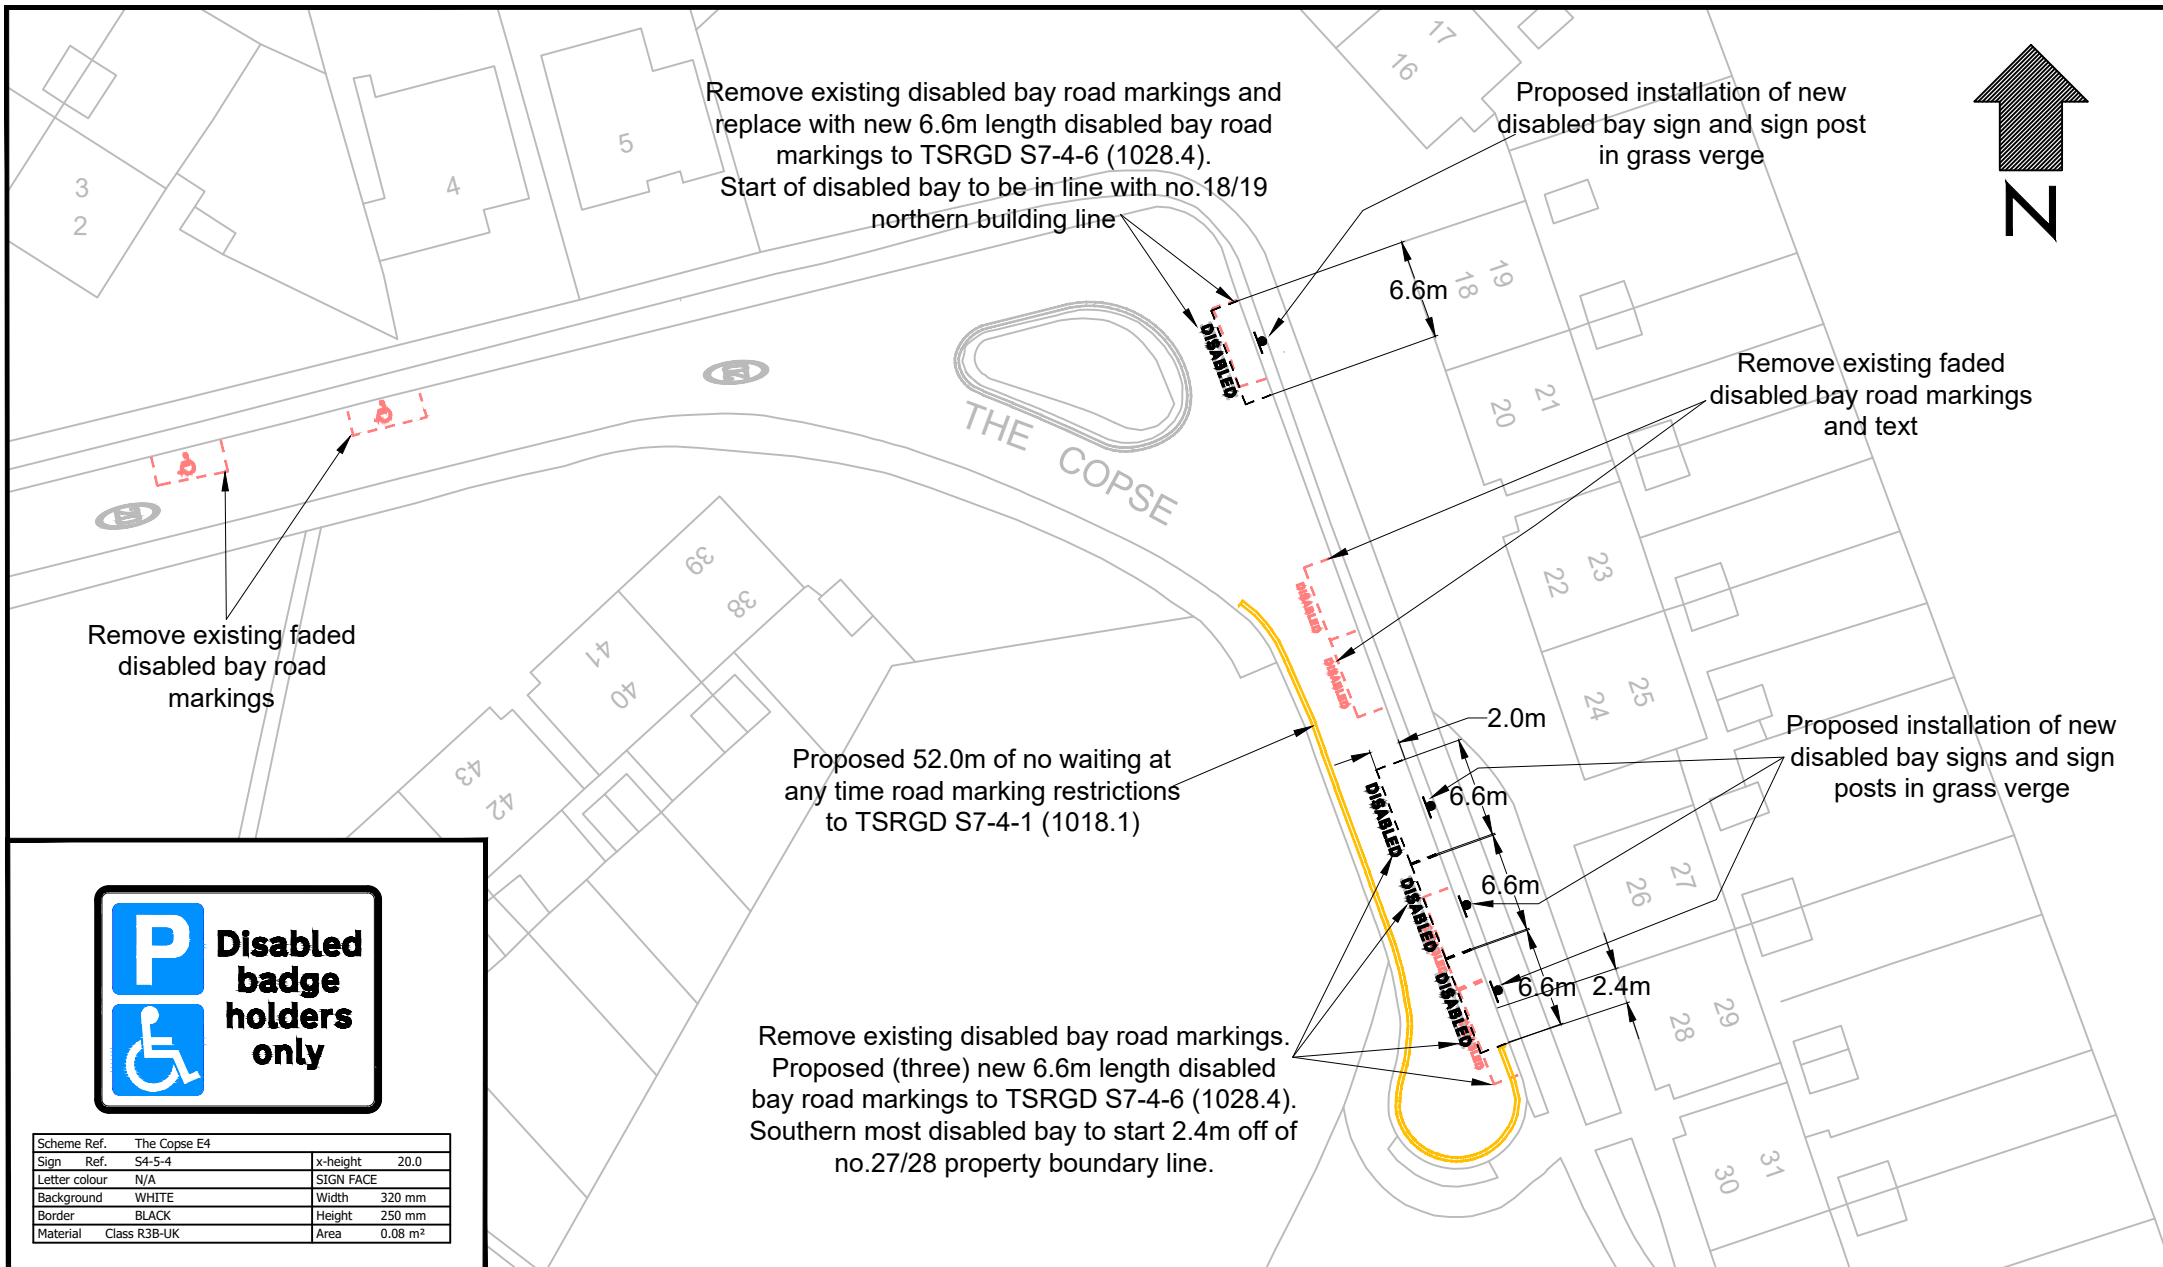 Remove existing disabled bay road markings and
replace with new 6.6m length disabled bay road
markings to TSRGD S7-4-6 (1028.4).
Start of disabled bay to be in line with no.18/19
northern building line
Proposed installation of new
disabled bay sign and sign post
in grass verge
N
17
16
5
4
3
2
19
18
6.6m
DISABLED
21
20
Remove existing faded
disabled bay road markings
and text
THE COPSE
23
22
DISABLED
DISABLED
25
24
39
38
41
40
43
42
Remove existing faded
disabled bay road
markings
2.0m
Proposed 52.0m of no waiting at
any time road marking restrictions
to TSRGD S7-4-1 (1018.1)
Proposed installation of new
disabled bay signs and sign
posts in grass verge
6.6m
DISABLED
6.6m
DISABLED
27
26
6.6m
2.4m
DISABLED
29
28
31
30
Remove existing disabled bay road markings.
Proposed (three) new 6.6m length disabled
bay road markings to TSRGD S7-4-6 (1028.4).
Southern most disabled bay to start 2.4m off of
no.27/28 property boundary line.
P
Disabled
badge
holders
only
Scheme Ref. The Copse E4
Sign Ref. S4-5-4 x-height 20.0
Letter colour N/A SIGN FACE
Background WHITE Width 320 mm
Border BLACK Height 250 mm
Material Class R3B-UK Area 0.08 m²